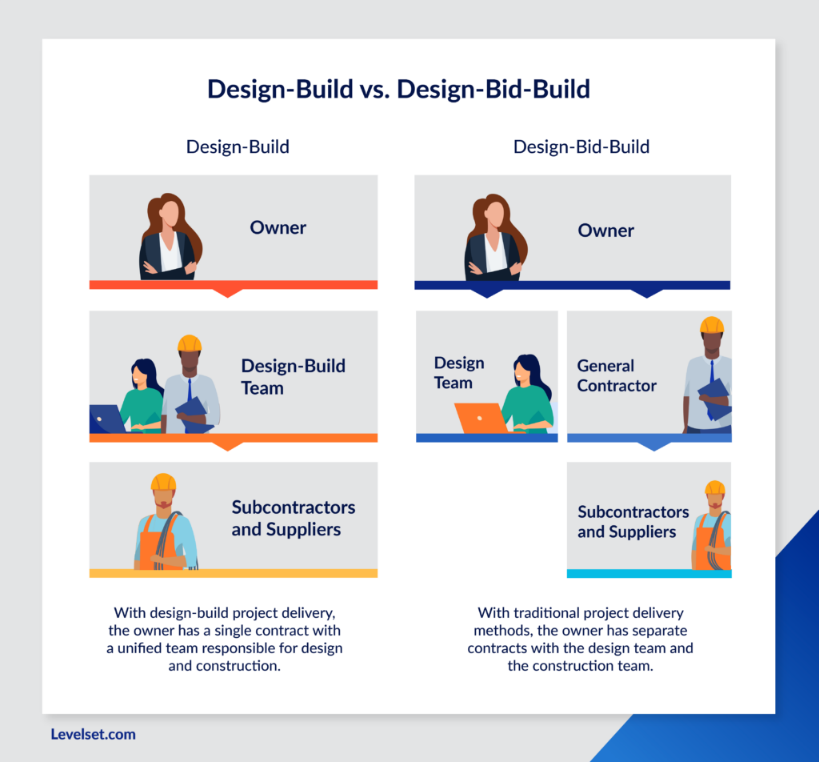 Design-Build vs. Design-Bid-Build
Design-Build
Owner
Design-Build
Team
Subcontractors
and Suppliers
With design-build project delivery,
the owner has a single contract with
a unified team responsible for design
and construction.
Design-Bid-Build
Owner
Design
Team
General
Contractor
Subcontractors
and Suppliers
With traditional project delivery
methods, the owner has separate
contracts with the design team and
the construction team.
Levelset.com